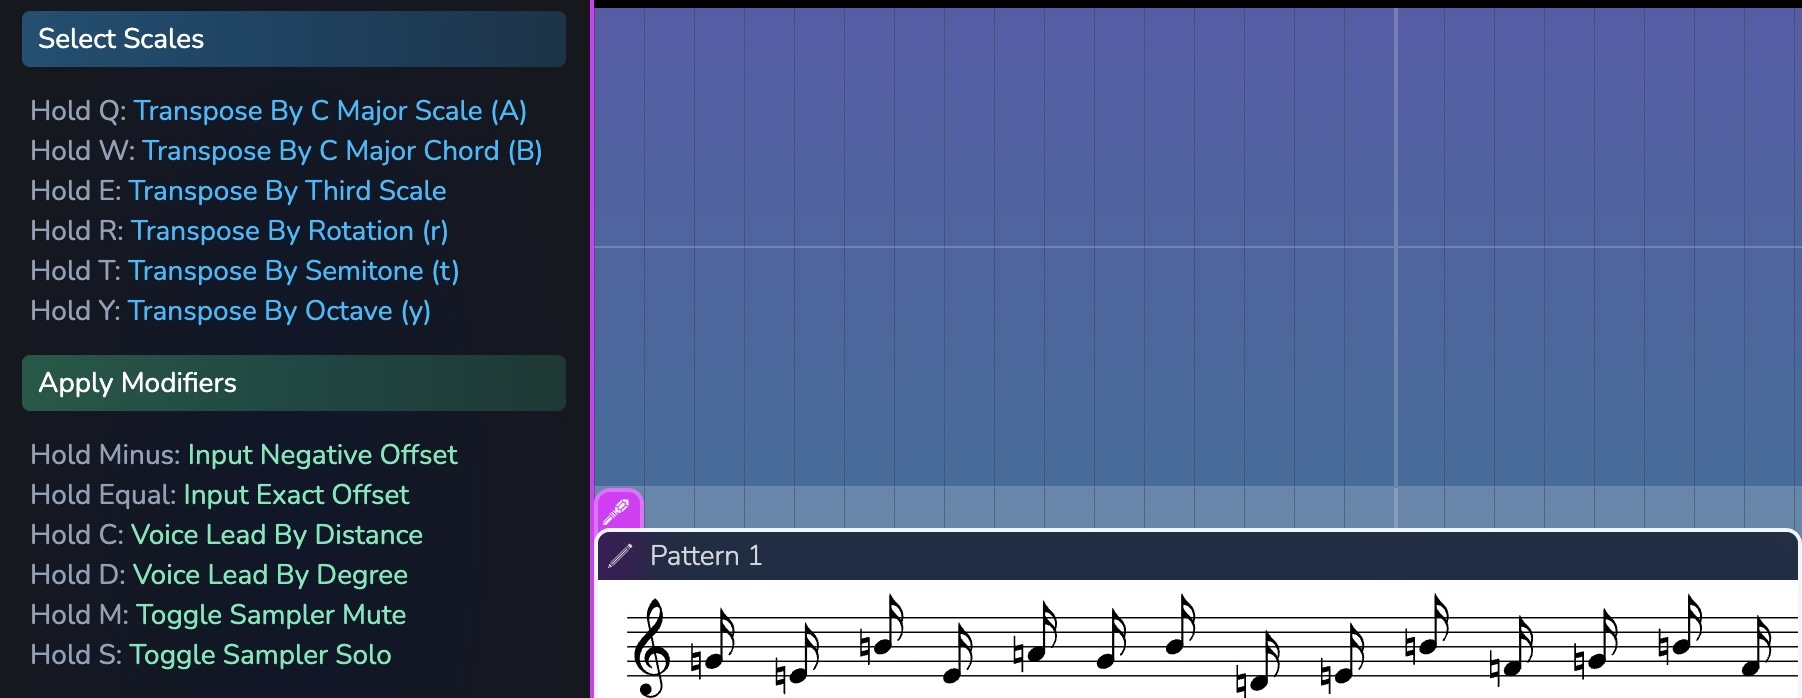 Select Scales
Hold Q: Transpose By C Major Scale (A)
Hold W: Transpose By C Major Chord (B)
Hold E: Transpose By Third Scale
Hold R: Transpose By Rotation (r)
Hold T: Transpose By Semitone (t)
Hold Y: Transpose By Octave (y)
Apply Modifiers
Hold Minus: Input Negative Offset
Hold Equal: Input Exact Offset
Hold C: Voice Lead By Distance
Hold D: Voice Lead By Degree
Hold M: Toggle Sampler Mute
Hold S: Toggle Sampler Solo
Pattern 1